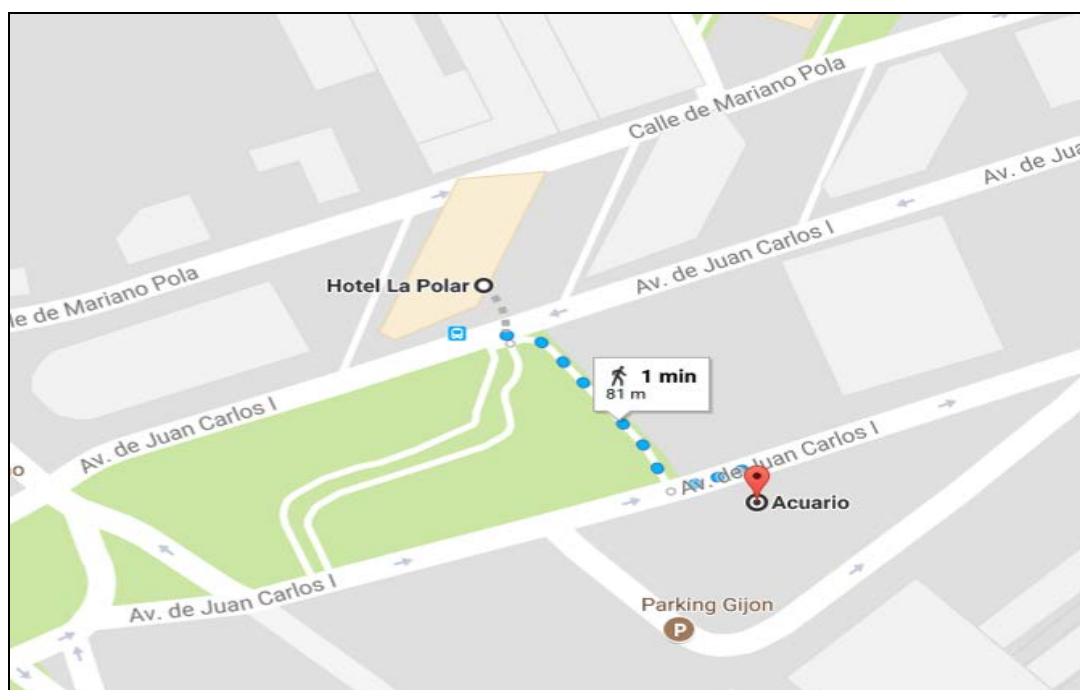 Calle de Mariano Pola
Av. de Jua
Av. de Juan Carlos I
le de Mariano Pola
Hotel La Polar
1 min
81 m
Av. de Juan Carlos I
Av. de Juan Carlos I
o
Acuario
Av. de Juan Carlos I
Parking Gijon
P